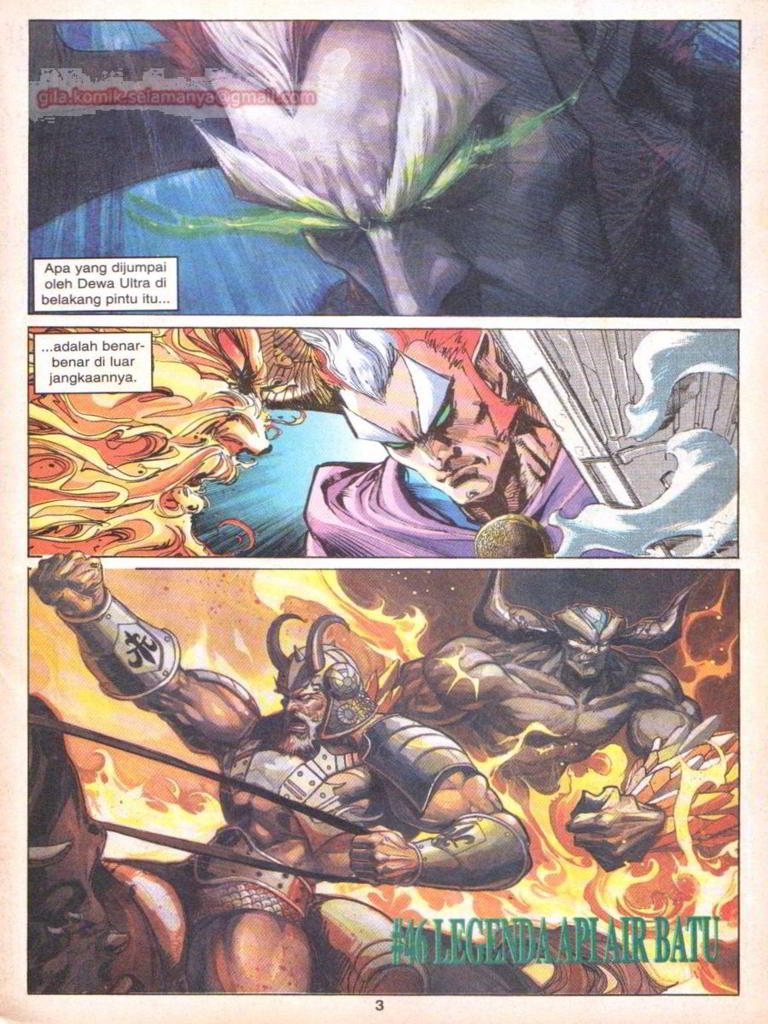 gila.komik.selamanya@gmail.com
Apa yang dijumpai
oleh Dewa Ultra di
belakang pintu itu...
...adalah benar-
benar di luar
jangkaannya.
#46 LEGENDA API AIR BATU
3